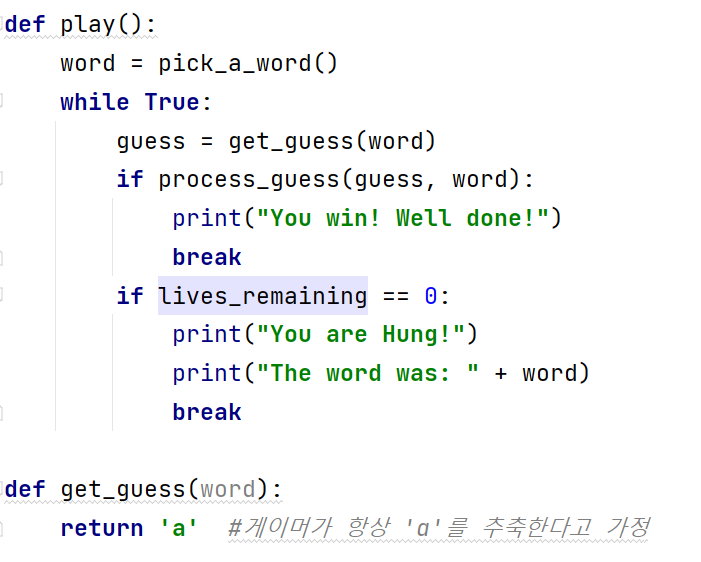 def play():
    word = pick_a_word()
    while True:
        guess = get_guess(word)
        if process_guess(guess, word):
            print("You win! Well done!")
            break
        if lives_remaining == 0:
            print("You are Hung!")
            print("The word was: " + word)
            break
def get_guess(word):
    return 'a'  #게이머가 항상 'a'를 추축한다고 가정